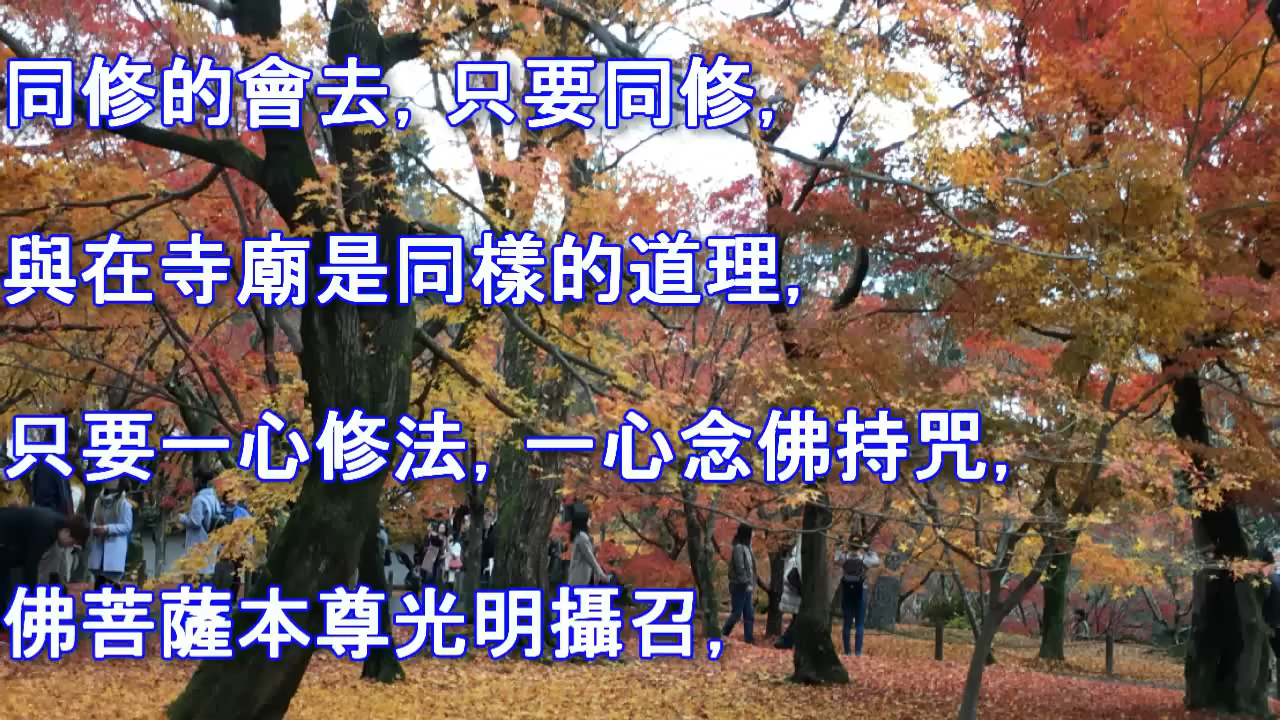 同修的會去, 只要同修,
與在寺廟是同樣的道理,
只要一心修法, 一心念佛持咒,
佛菩薩本尊光明攝召,